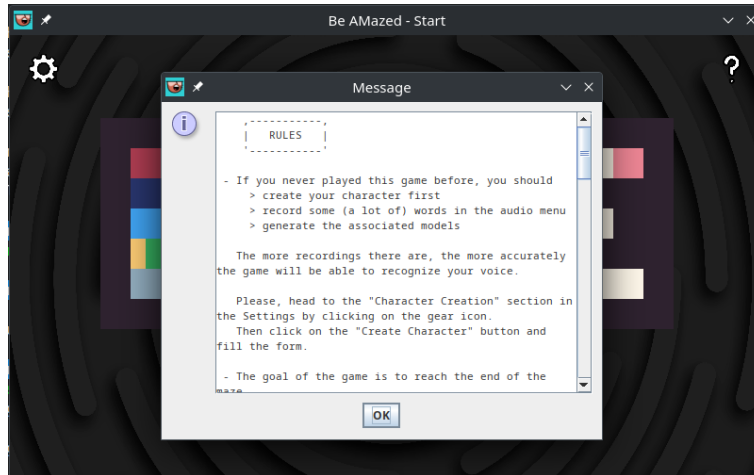 Be AMazed - Start
?
Message
i
,-----------,
|   RULES   |
'-----------'
- If you never played this game before, you should
> create your character first
> record some (a lot of) words in the audio menu
> generate the associated models
The more recordings there are, the more accurately
the game will be able to recognize your voice.
Please, head to the "Character Creation" section in
the Settings by clicking on the gear icon.
Then click on the "Create Character" button and
fill the form.
- The goal of the game is to reach the end of the
maze
OK